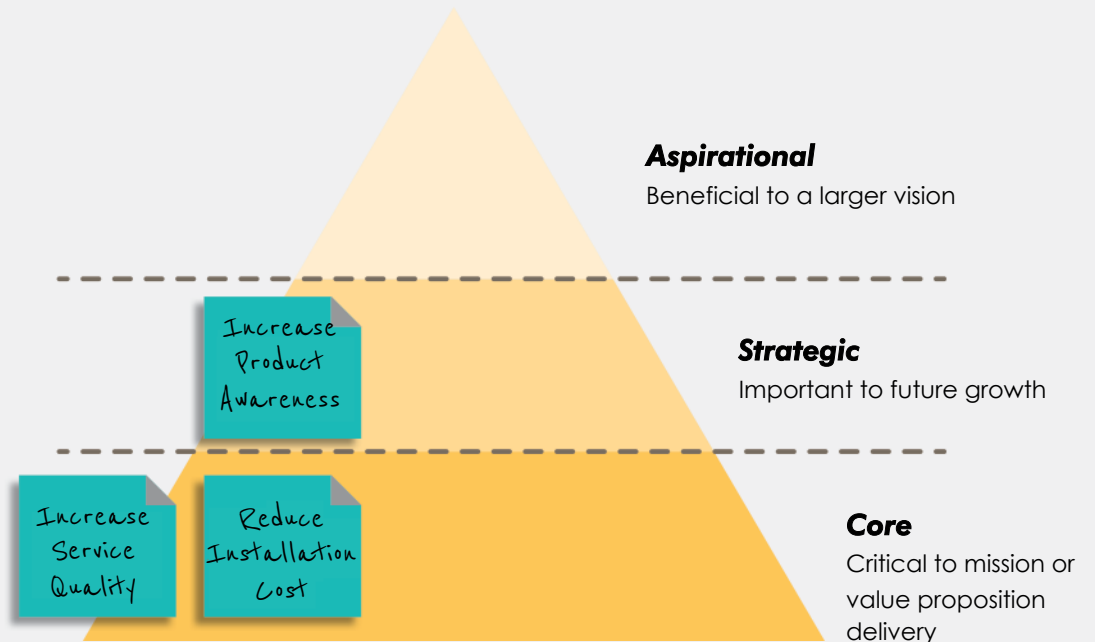 Aspirational
Beneficial to a larger vision
Increase
Product
Awareness
Strategic
Important to future growth
Increase
Service
Quality
Reduce
Installation
Cost
Core
Critical to mission or
value proposition
delivery